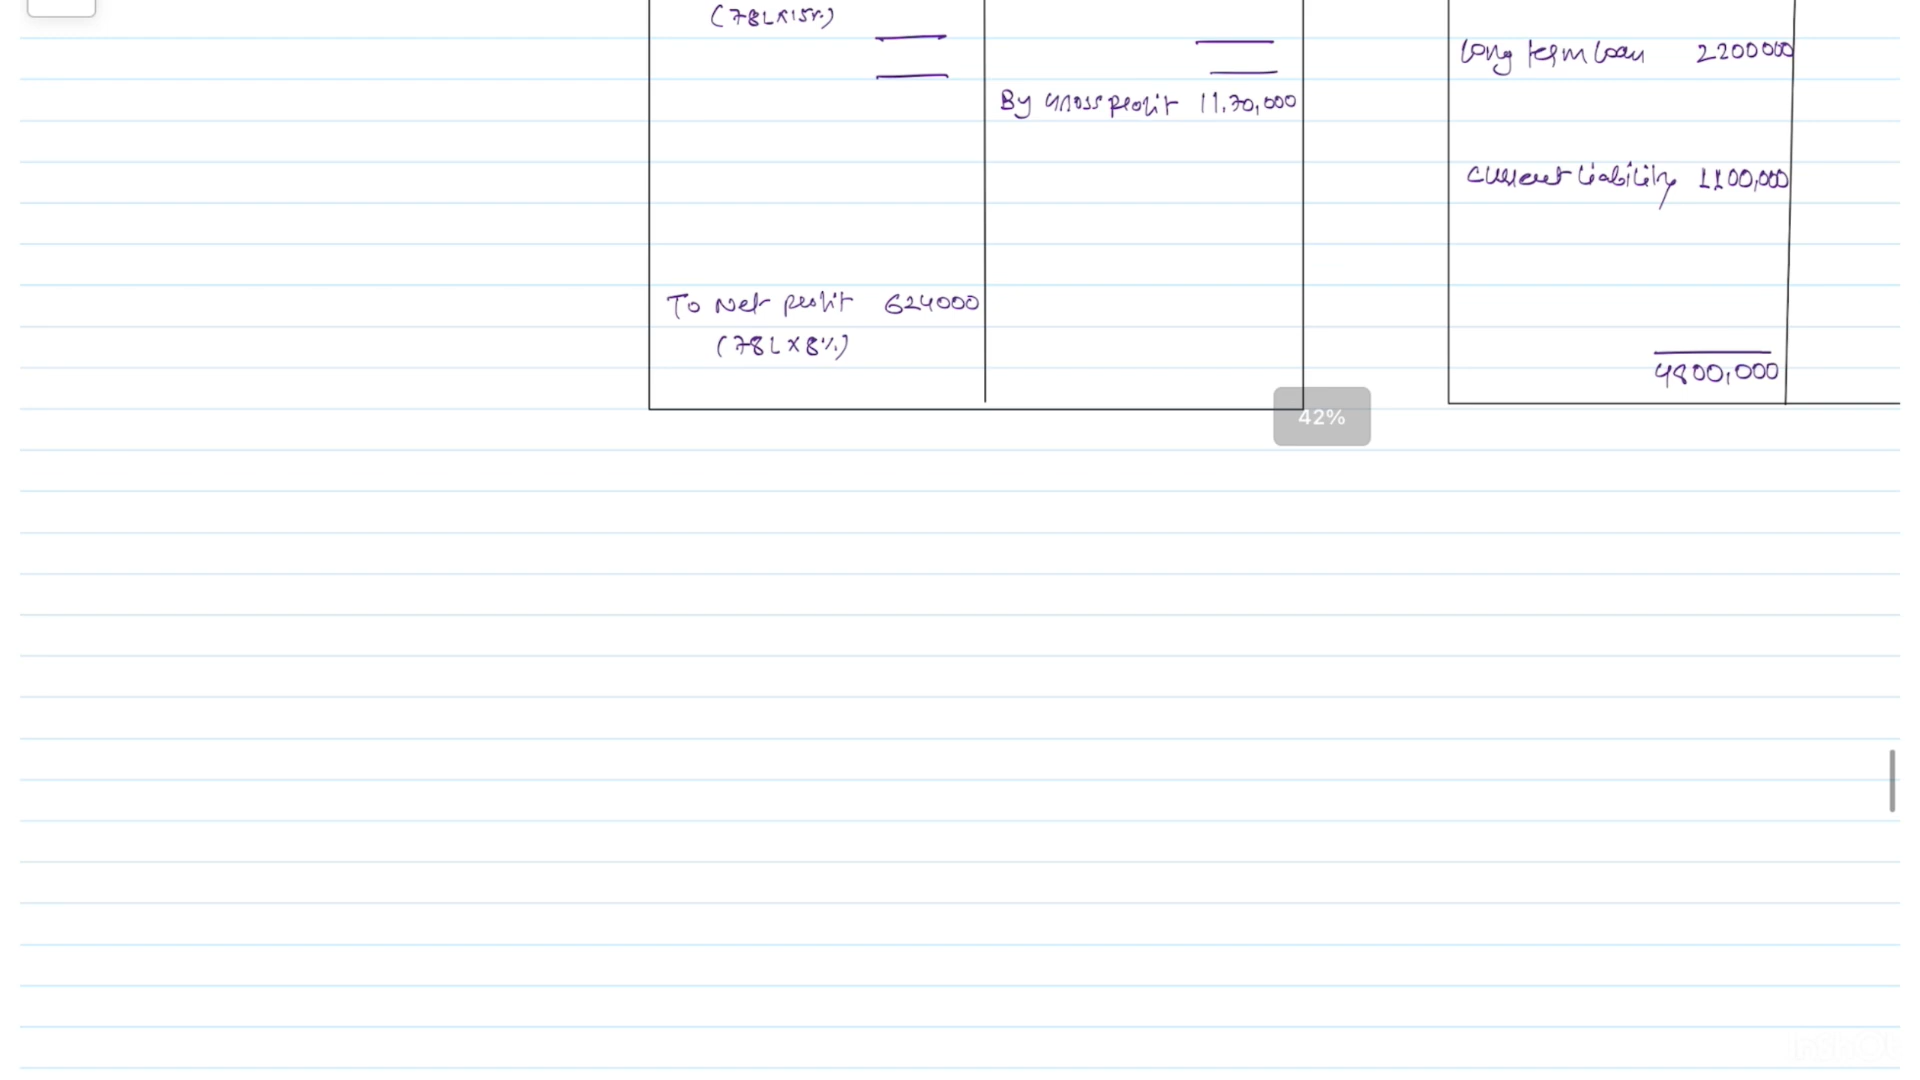 (78L×15%)
Long term loan 2200000
By Gross profit 11,70,000
Current liability 1100,000
To Net profit 624000
(78L×8%)
4800,000
42%